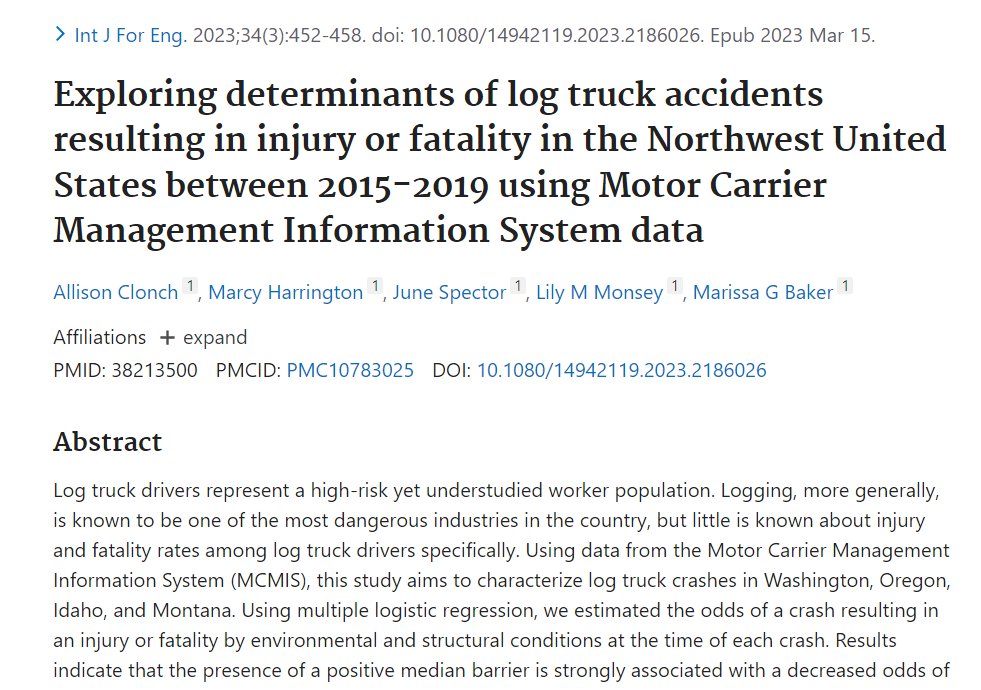 Int J For Eng. 2023;34(3):452-458. doi: 10.1080/14942119.2023.2186026. Epub 2023 Mar 15.
Exploring determinants of log truck accidents
resulting in injury or fatality in the Northwest United
States between 2015-2019 using Motor Carrier
Management Information System data
Allison Clonch 1, Marcy Harrington 1, June Spector 1, Lily M Monsey 1, Marissa G Baker 1
Affiliations + expand
PMID: 38213500 PMCID: PMC10783025 DOI: 10.1080/14942119.2023.2186026
Abstract
Log truck drivers represent a high-risk yet understudied worker population. Logging, more generally,
is known to be one of the most dangerous industries in the country, but little is known about injury
and fatality rates among log truck drivers specifically. Using data from the Motor Carrier Management
Information System (MCMIS), this study aims to characterize log truck crashes in Washington, Oregon,
Idaho, and Montana. Using multiple logistic regression, we estimated the odds of a crash resulting in
an injury or fatality by environmental and structural conditions at the time of each crash. Results
indicate that the presence of a positive median barrier is strongly associated with a decreased odds of